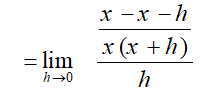 = lim h→0 ((x − x − h) / (x (x + h))) / h